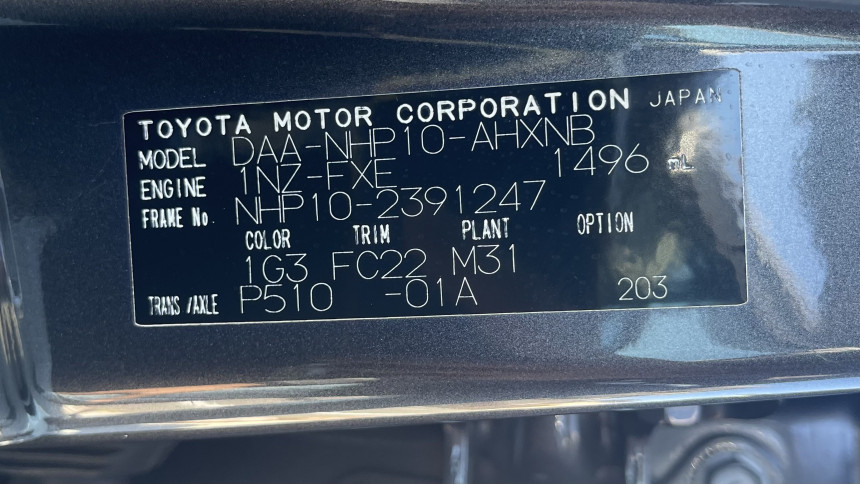 TOYOTA MOTOR CORPORATION JAPAN
MODEL DAA-NHP10-AHXNB
ENGINE 1NZ-FXE 1496 mL
FRAME No. NHP10-2391247
COLOR TRIM PLANT OPTION
1G3 FC22 M31
TRANS/AXLE P510 -01A 203